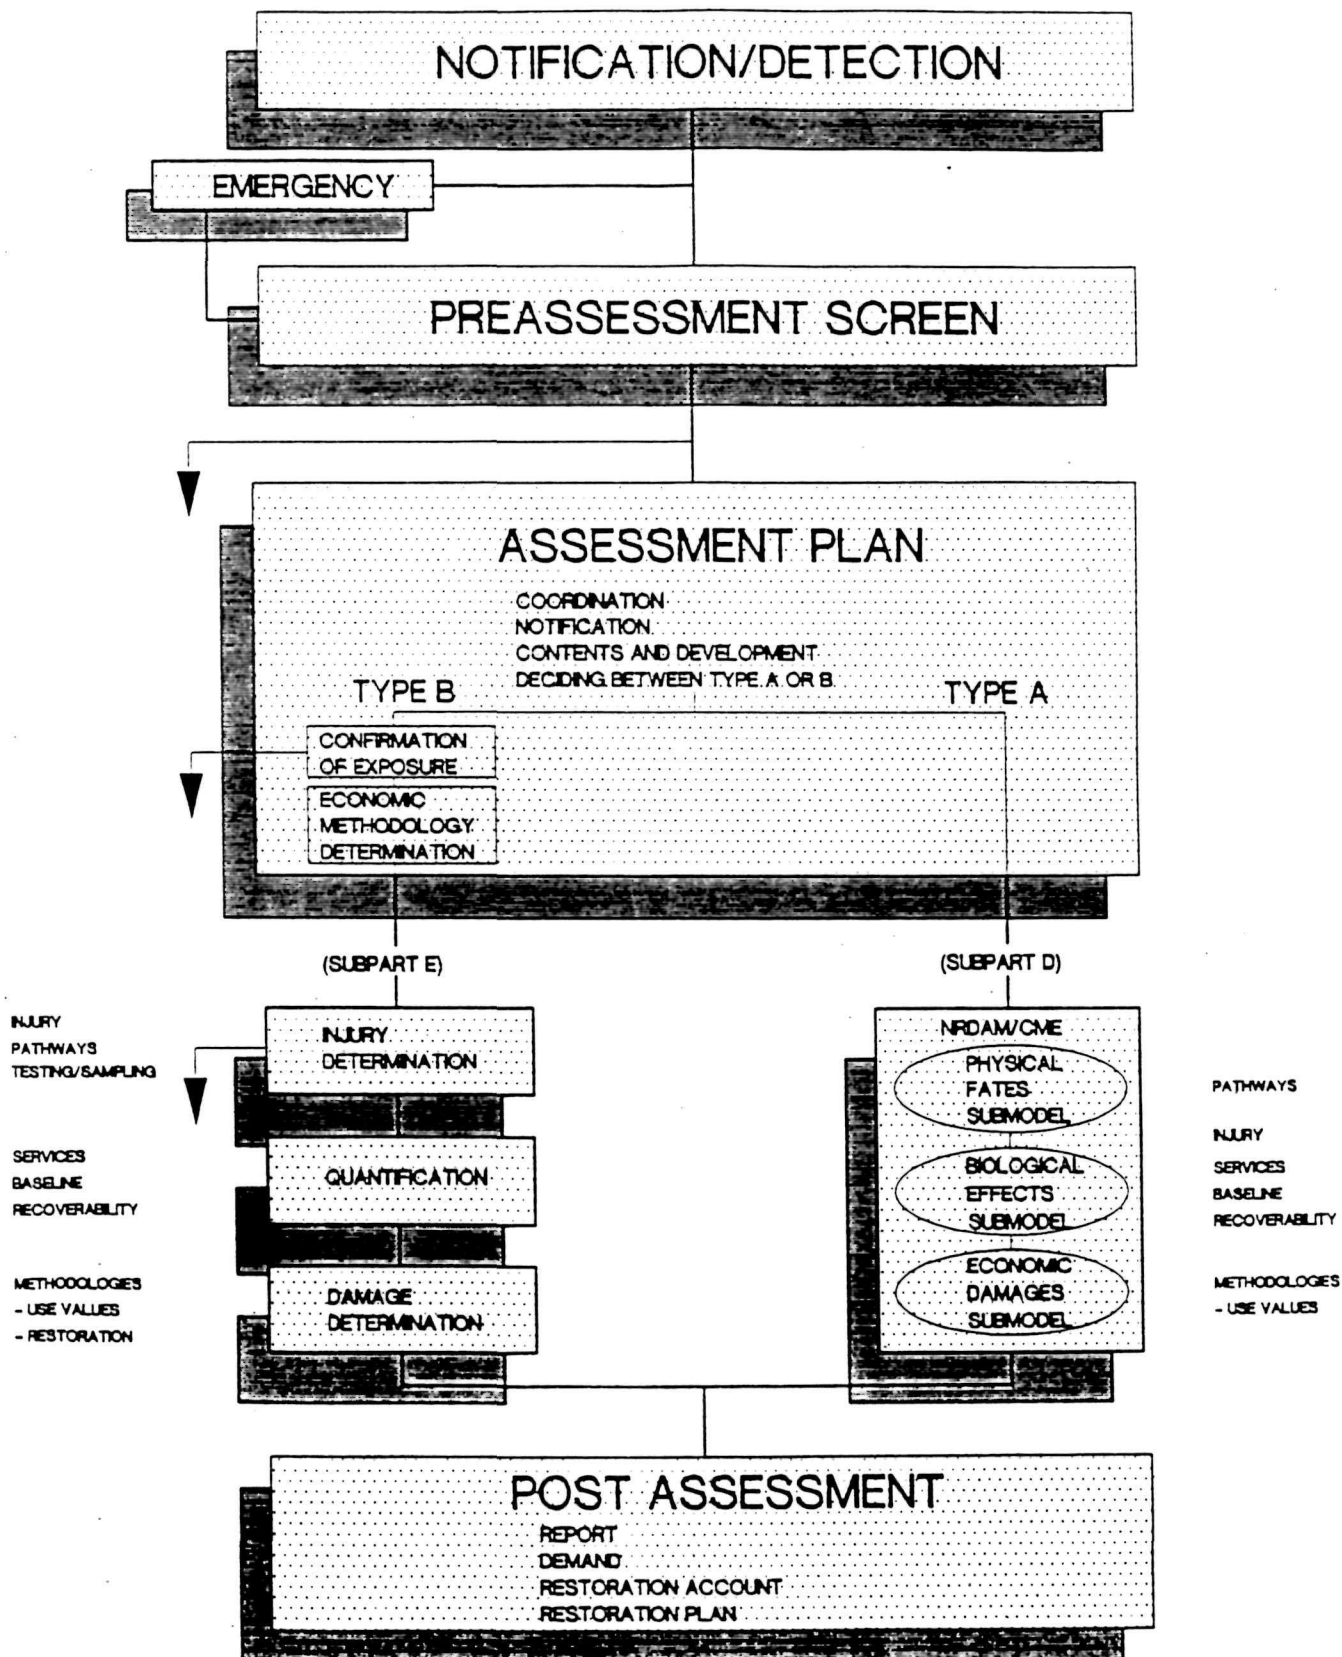 NOTIFICATION/DETECTION
EMERGENCY
PREASSESSMENT SCREEN
ASSESSMENT PLAN
COORDINATION
NOTIFICATION
CONTENTS AND DEVELOPMENT
DECIDING BETWEEN TYPE A OR B
TYPE B
TYPE A
CONFIRMATION
OF EXPOSURE
ECONOMIC
METHODOLOGY
DETERMINATION
(SUBPART E)
(SUBPART D)
INJURY
PATHWAYS
TESTING/SAMPLING
INJURY
DETERMINATION
SERVICES
BASELINE
RECOVERABILITY
QUANTIFICATION
METHODOLOGIES
- USE VALUES
- RESTORATION
DAMAGE
DETERMINATION
NRDAM/CME
PHYSICAL
FATES
SUBMODEL
PATHWAYS
BIOLOGICAL
EFFECTS
SUBMODEL
INJURY
SERVICES
BASELINE
RECOVERABILITY
ECONOMIC
DAMAGES
SUBMODEL
METHODOLOGIES
- USE VALUES
POST ASSESSMENT
REPORT
DEMAND
RESTORATION ACCOUNT
RESTORATION PLAN